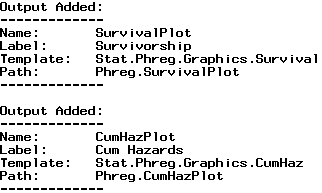 Output Added:
-------------
Name:       SurvivalPlot
Label:      Survivorship
Template:   Stat.Phreg.Graphics.Survival
Path:       Phreg.SurvivalPlot
-------------
Output Added:
-------------
Name:       CumHazPlot
Label:      Cum Hazards
Template:   Stat.Phreg.Graphics.CumHaz
Path:       Phreg.CumHazPlot
-------------